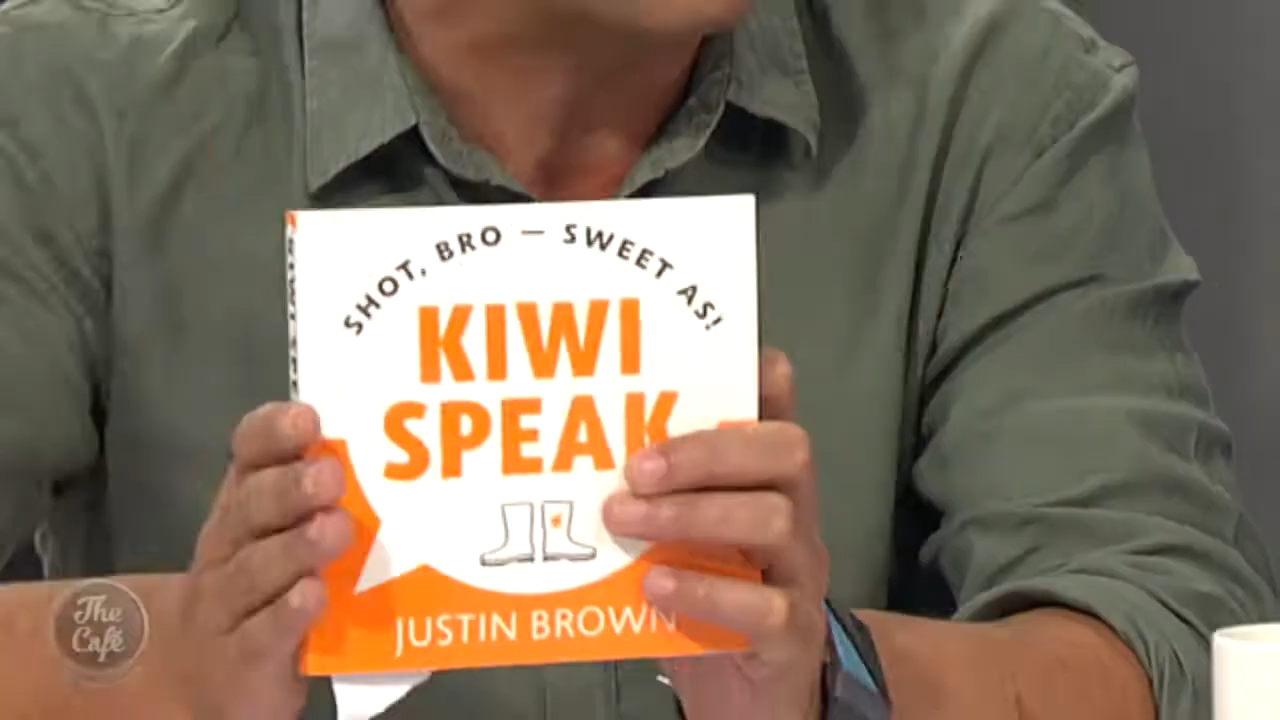 SHOT, BRO — SWEET AS!
KIWI
SPEAK
JUSTIN BROWN
The
Café